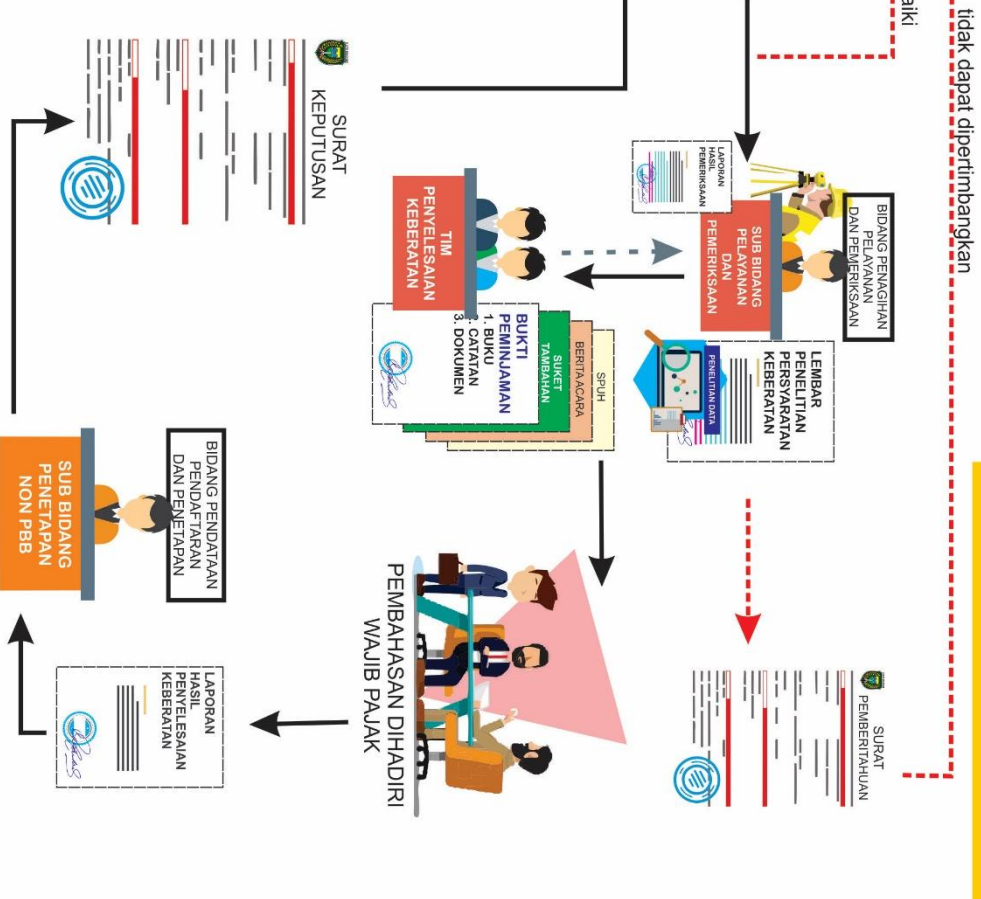 tidak dapat dipertimbangkan
aiki
BIDANG PENAGIHAN
PELAYANAN
DAN PEMERIKSAAN
SUB BIDANG
PELAYANAN
DAN
PEMERIKSAAN
LAPORAN
HASIL
PEMERIKSAAN
LEMBAR
PENELITIAN
PERSYARATAN
KEBERATAN
PENELITIAN DATA
SURAT
PEMBERITAHUAN
TIM
PENYELESAIAN
KEBERATAN
SPUH
BERITA ACARA
SUKET
TAMBAHAN
BUKTI
PEMINJAMAN
1. BUKU
2. CATATAN
3. DOKUMEN
PEMBAHASAN DIHADIRI
WAJIB PAJAK
SURAT
KEPUTUSAN
BIDANG PENDATAAN
PENDAFTARAN
DAN PENETAPAN
SUB BIDANG
PENETAPAN
NON PBB
LAPORAN
HASIL
PENYELESAIAN
KEBERATAN